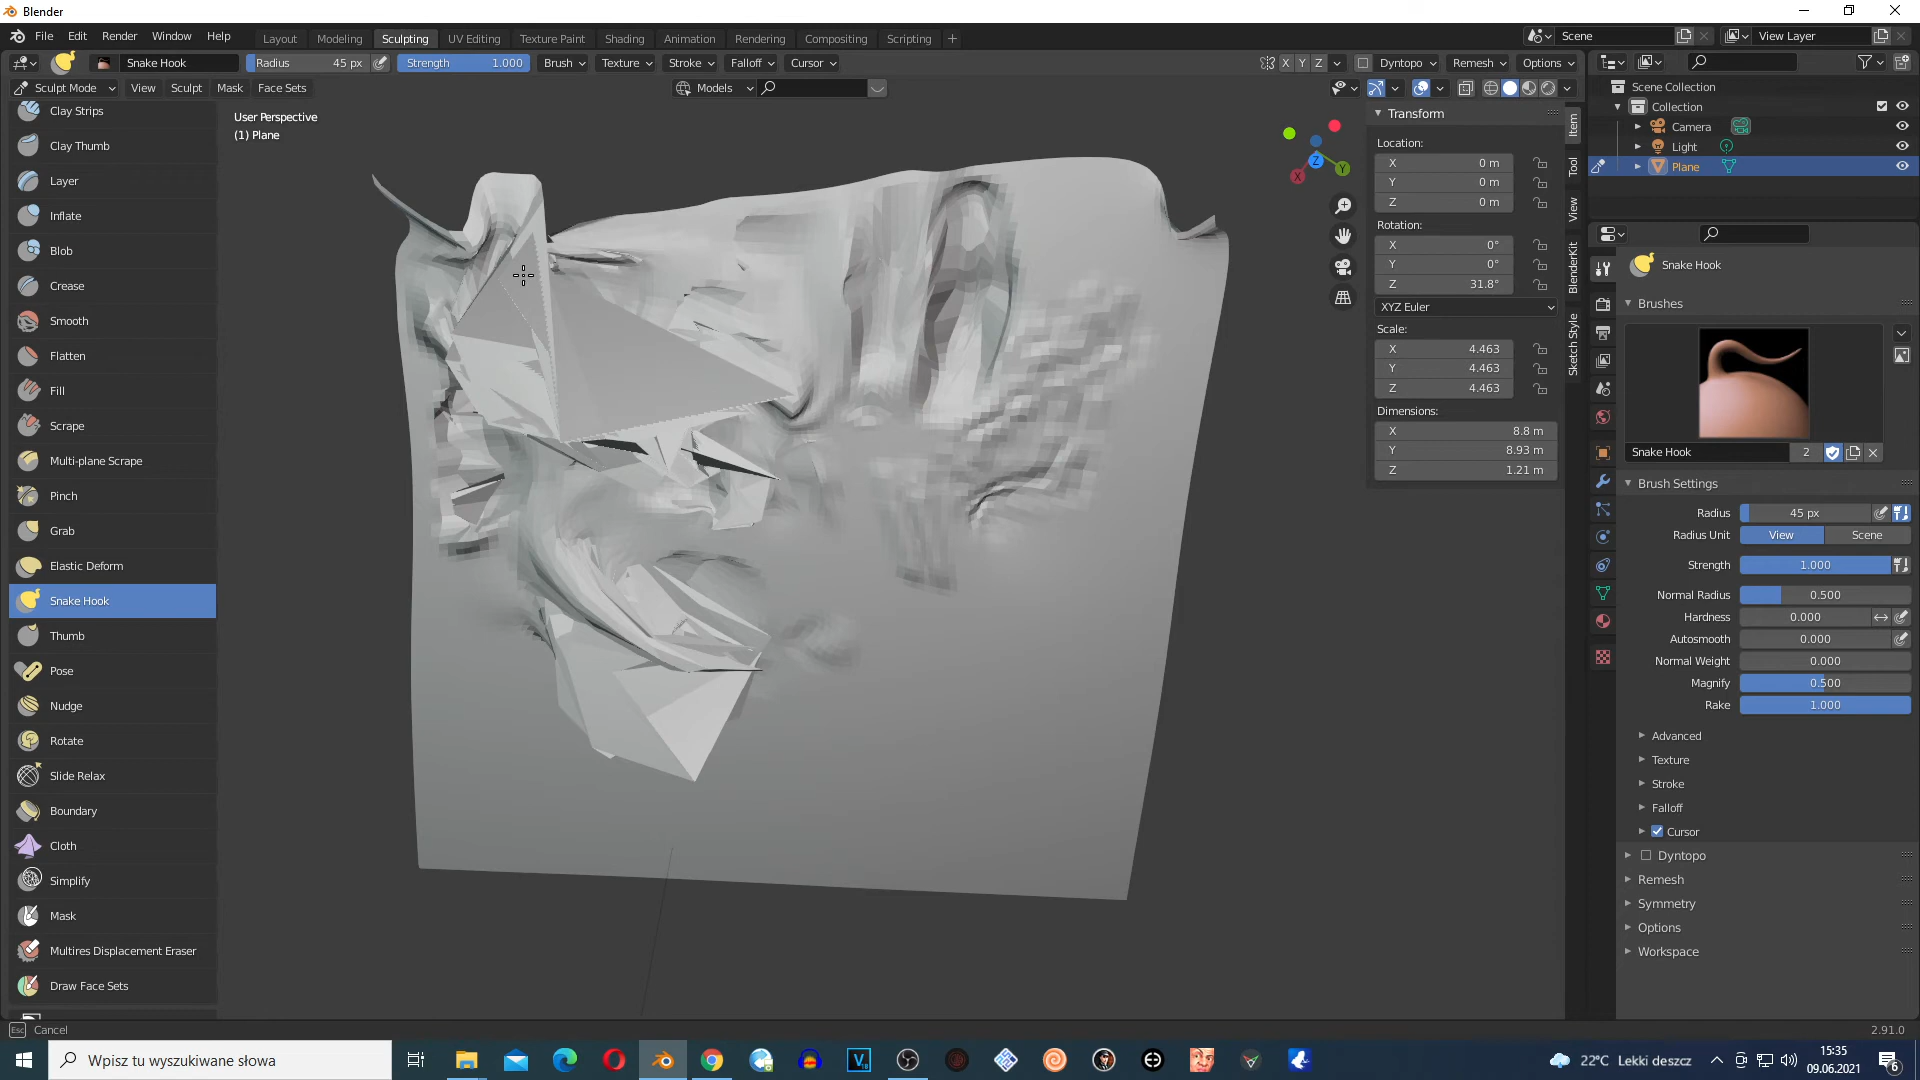 Blender
File Edit Render Window Help
Layout Modeling Sculpting UV Editing Texture Paint Shading Animation Rendering Compositing Scripting +
Scene
View Layer
Snake Hook
Radius 45 px
Strength 1.000
Brush Texture Stroke Falloff Cursor
X Y Z
Dyntopo Remesh Options
Sculpt Mode View Sculpt Mask Face Sets
Models
User Perspective
(1) Plane
Clay Strips
Clay Thumb
Layer
Inflate
Blob
Crease
Smooth
Flatten
Fill
Scrape
Multi-plane Scrape
Pinch
Grab
Elastic Deform
Snake Hook
Thumb
Pose
Nudge
Rotate
Slide Relax
Boundary
Cloth
Simplify
Mask
Multires Displacement Eraser
Draw Face Sets
Y
X
Z
Transform
Location:
X 0 m
Y 0 m
Z 0 m
Rotation:
X 0°
Y 0°
Z 31.8°
XYZ Euler
Scale:
X 4.463
Y 4.463
Z 4.463
Dimensions:
X 8.8 m
Y 8.93 m
Z 1.21 m
Item
Tool
View
BlenderKit
Sketch Style
Scene Collection
Collection
Camera
Light
Plane
Snake Hook
Brushes
Snake Hook 2
Brush Settings
Radius 45 px
Radius Unit View Scene
Strength 1.000
Normal Radius 0.500
Hardness 0.000
Autosmooth 0.000
Normal Weight 0.000
Magnify 0.500
Rake 1.000
Advanced
Texture
Stroke
Falloff
Cursor
Dyntopo
Remesh
Symmetry
Options
Workspace
Esc Cancel
2.91.0
Wpisz tu wyszukiwane słowa
22°C Lekki deszcz
15:35
09.06.2021
6